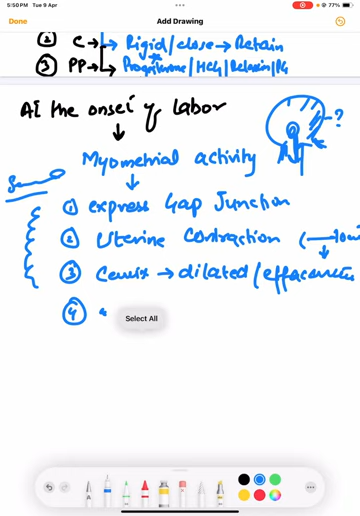 5:50 PM Tue 9 Apr
77%
Done
Add Drawing
② C → Rigid/close → Retain
③ PP → Progesterone/HCG/Relaxin/PG
At the onset of labor
?
Myometrial activity
① express Gap Junction
② Uterine Contraction
③ Cervix → dilated/effacement
④
Select All